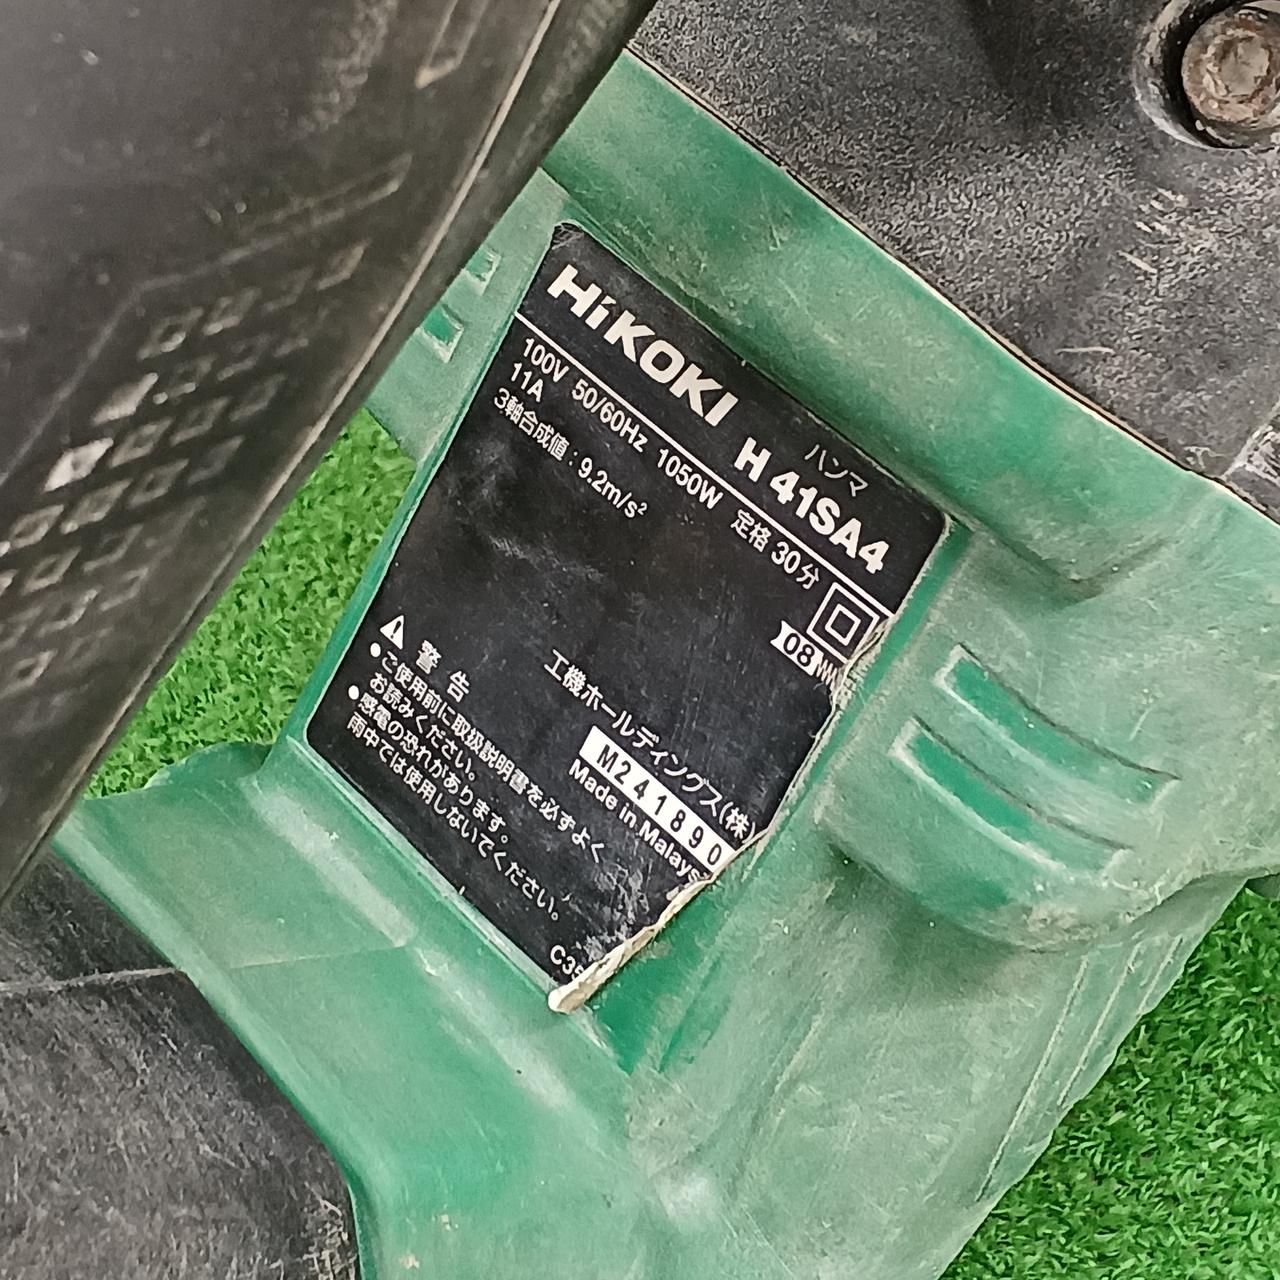 HiKOKI ハンマ H 41SA4
100V 50/60Hz 1050W 定格 30分
11A
3軸合成値：9.2m/s²
08
工機ホールディングス(株)
M241890
Made in Malays
警告
●ご使用前に取扱説明書を必ずよく
お読みください。
●感電の恐れがあります。
雨中では使用しないでください。